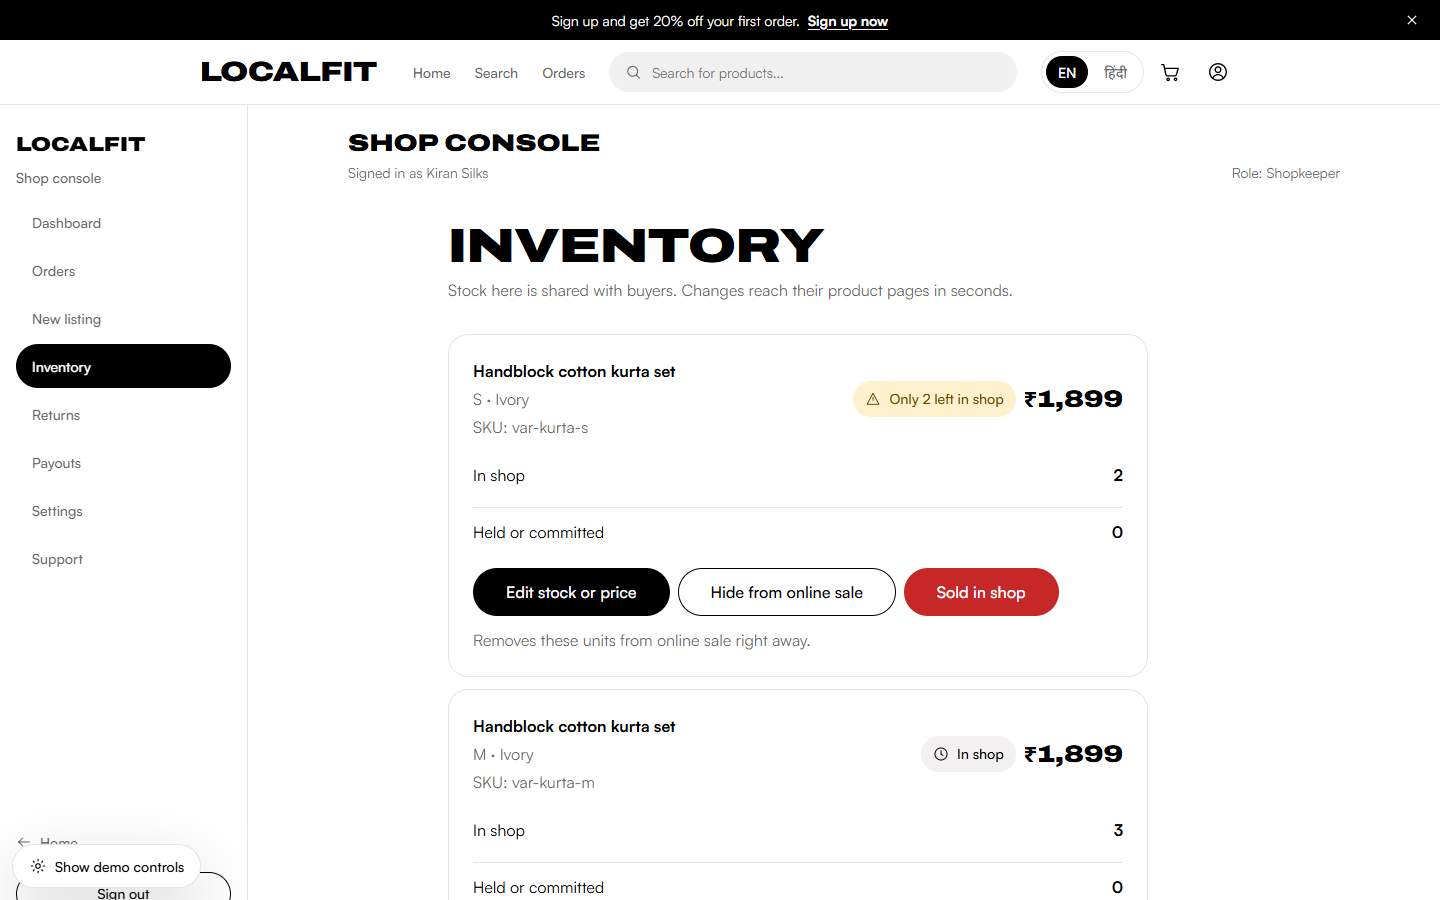 Sign up and get 20% off your first order. Sign up now
LOCALFIT
Home
Search
Orders
Search for products...
EN
हिंदी
LOCALFIT
Shop console
Dashboard
Orders
New listing
Inventory
Returns
Payouts
Settings
Support
Home
Show demo controls
Sign out
SHOP CONSOLE
Signed in as Kiran Silks
Role: Shopkeeper
INVENTORY
Stock here is shared with buyers. Changes reach their product pages in seconds.
Handblock cotton kurta set
S · Ivory
SKU: var-kurta-s
Only 2 left in shop
₹1,899
In shop 2
Held or committed 0
Edit stock or price
Hide from online sale
Sold in shop
Removes these units from online sale right away.
Handblock cotton kurta set
M · Ivory
SKU: var-kurta-m
In shop
₹1,899
In shop 3
Held or committed 0